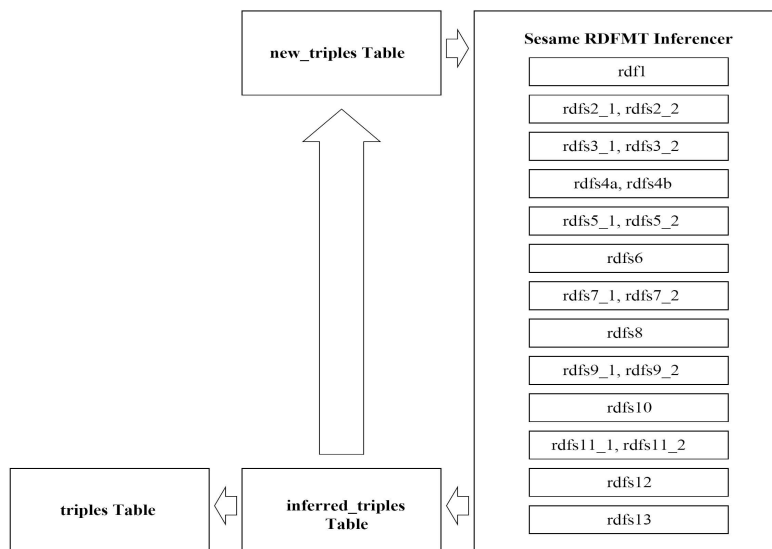 new_triples Table
Sesame RDFMT Inferencer
rdf1
rdfs2_1, rdfs2_2
rdfs3_1, rdfs3_2
rdfs4a, rdfs4b
rdfs5_1, rdfs5_2
rdfs6
rdfs7_1, rdfs7_2
rdfs8
rdfs9_1, rdfs9_2
rdfs10
rdfs11_1, rdfs11_2
rdfs12
rdfs13
triples Table
inferred_triples
Table